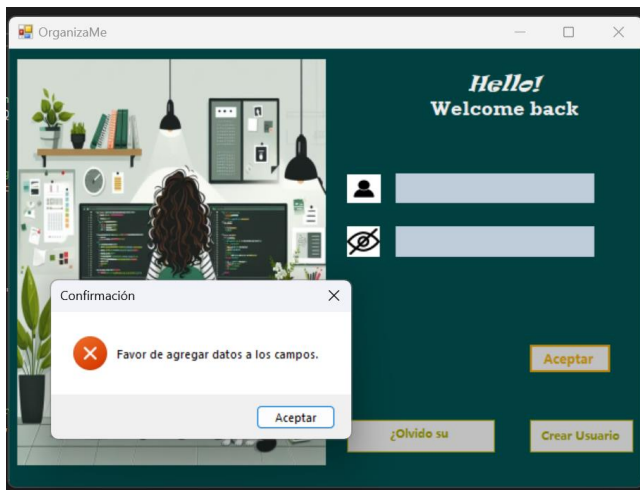 OrganizaMe
Hello!
Welcome back
Confirmación
Favor de agregar datos a los campos.
Aceptar
Aceptar
¿Olvido su
Crear Usuario